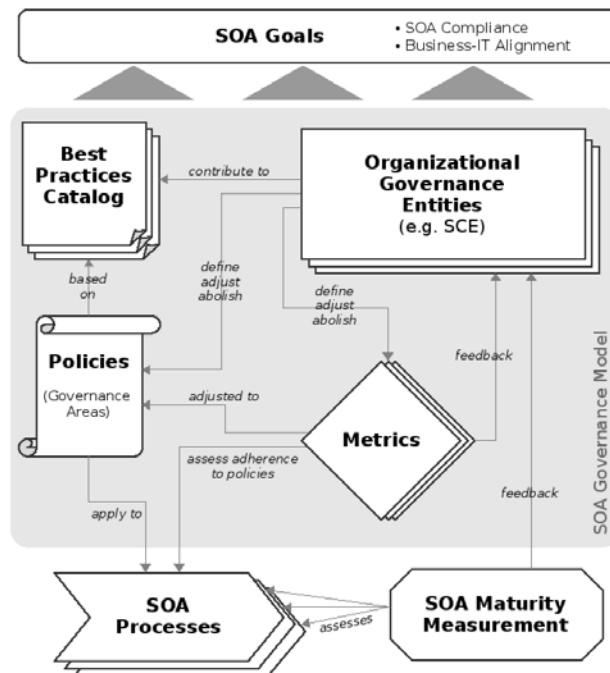 SOA Goals
• SOA Compliance
• Business-IT Alignment
Best
Practices
Catalog
contribute to
Organizational
Governance
Entities
(e.g. SCE)
based
on
define
adjust
abolish
define
adjust
abolish
feedback
Policies
(Governance
Areas)
adjusted to
Metrics
assess adherence
to policies
apply to
feedback
SOA Governance Model
SOA
Processes
assesses
SOA Maturity
Measurement